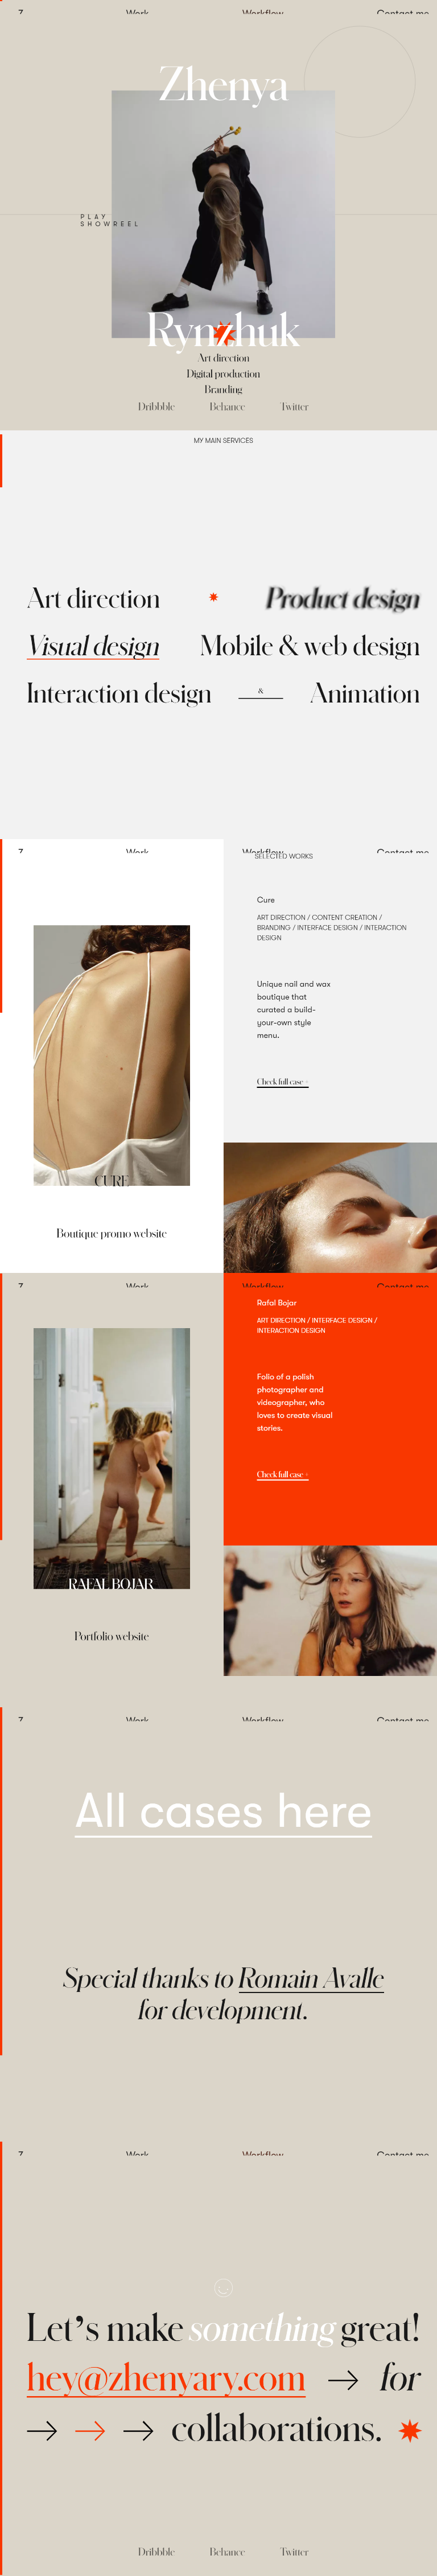 Work Workflow Contact me
Zhenya
PLAY
SHOWREEL
Rynzhuk
Art direction
Digital production
Branding
Dribbble Behance Twitter
MY MAIN SERVICES
Art direction Product design
Visual design Mobile & web design
Interaction design & Animation
Work Workflow Contact me
SELECTED WORKS
Cure
ART DIRECTION / CONTENT CREATION /
BRANDING / INTERFACE DESIGN / INTERACTION
DESIGN
Unique nail and wax
boutique that
curated a build-
your-own style
menu.
Check full case +
CURE
Boutique promo website
Work Workflow Contact me
Rafal Bojar
ART DIRECTION / INTERFACE DESIGN /
INTERACTION DESIGN
Folio of a polish
photographer and
videographer, who
loves to create visual
stories.
Check full case +
RAFAL BOJAR
Portfolio website
Work Workflow Contact me
All cases here
Special thanks to Romain Avalle
for development.
Work Workflow Contact me
Let's make something great!
hey@zhenyary.com → for
→ → → collaborations.
Dribbble Behance Twitter